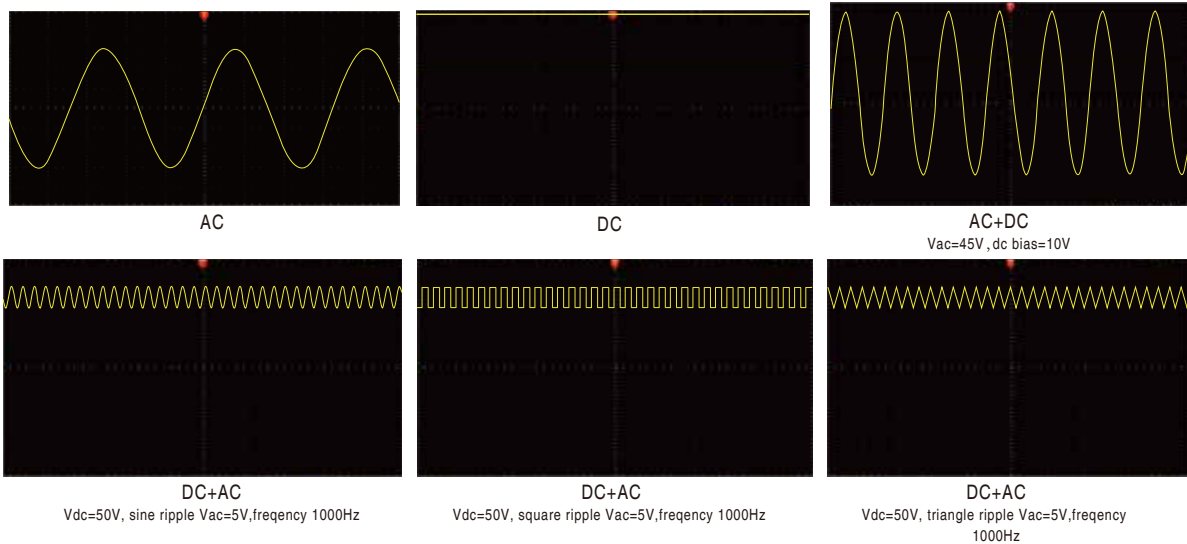 AC
DC
AC+DC
Vac=45V , dc bias=10V
DC+AC
Vdc=50V, sine ripple Vac=5V,freqency 1000Hz
DC+AC
Vdc=50V, square ripple Vac=5V,freqency 1000Hz
DC+AC
Vdc=50V, triangle ripple Vac=5V,freqency
1000Hz